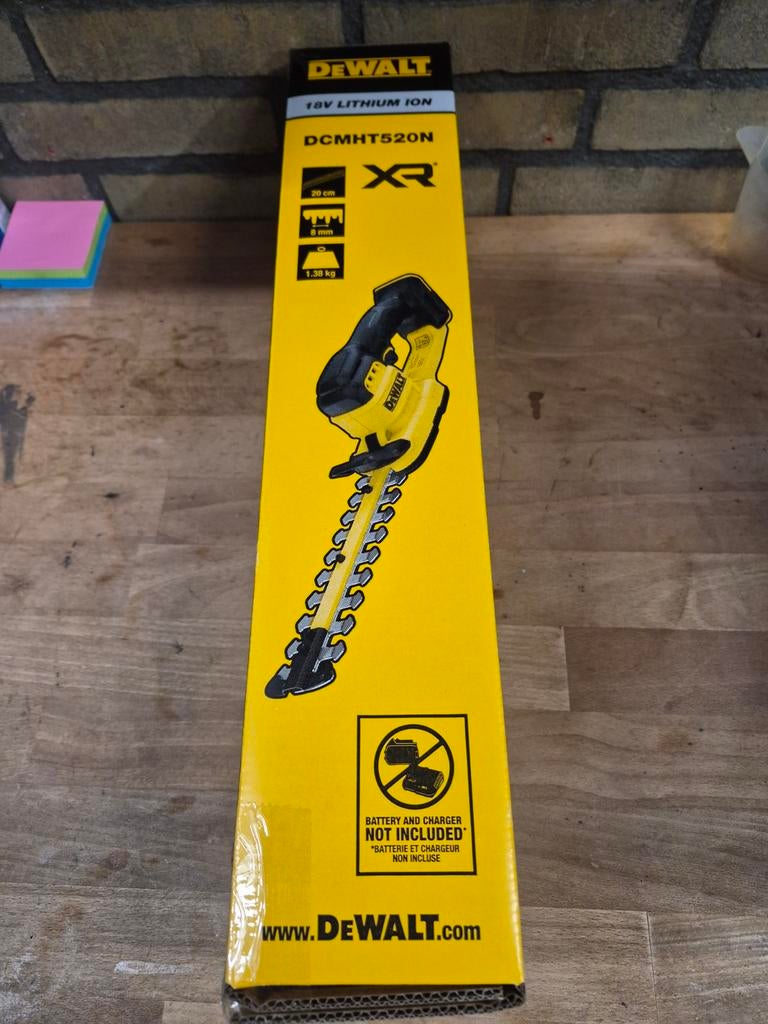 DEWALT
18V LITHIUM ION
DCMHT520N
XR
20 cm
8 mm
1.38 kg
DEWALT
BATTERY AND CHARGER
NOT INCLUDED*
*BATTERIE ET CHARGEUR
NON INCLUSE
www.DEWALT.com